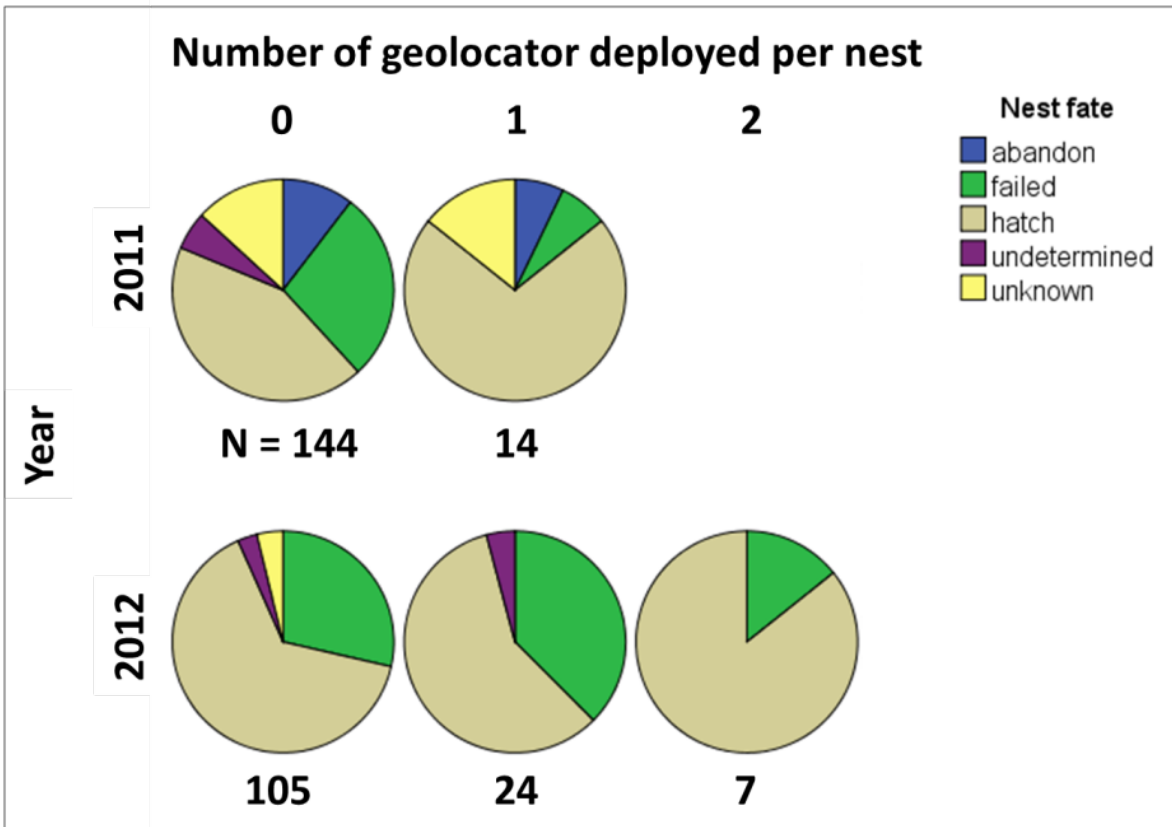 Number of geolocator deployed per nest
0 1 2
Nest fate
abandon
failed
hatch
undetermined
unknown
Year
2011
N = 144 14
2012
105 24 7